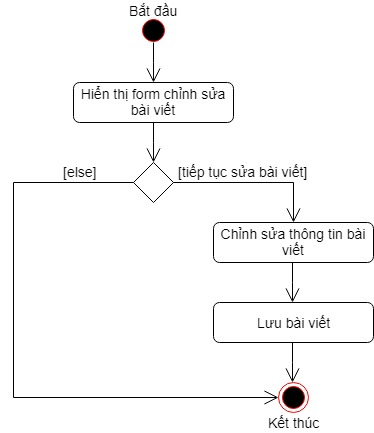 Bắt đầu
Hiển thị form chỉnh sửa
bài viết
[else]
[tiếp tục sửa bài viết]
Chỉnh sửa thông tin bài
viết
Lưu bài viết
Kết thúc